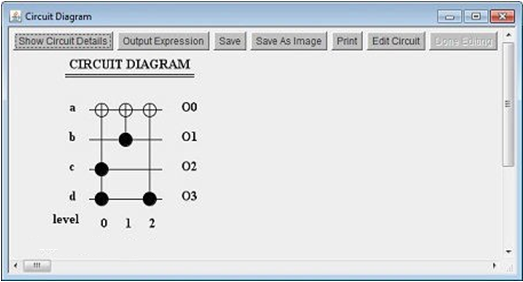 Circuit Diagram
Show Circuit Details Output Expression Save Save As Image Print Edit Circuit Done Editing
CIRCUIT DIAGRAM
a O0
b O1
c O2
d O3
level 0 1 2